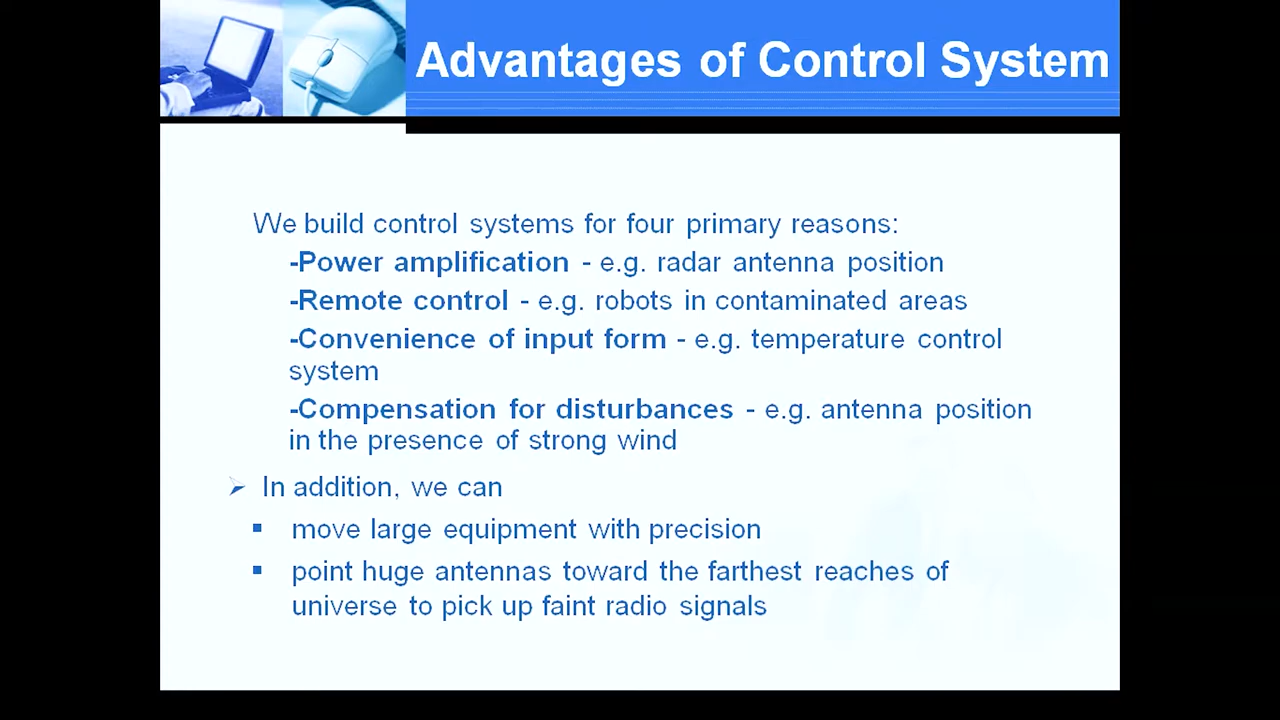 Advantages of Control System
We build control systems for four primary reasons:
-Power amplification - e.g. radar antenna position
-Remote control - e.g. robots in contaminated areas
-Convenience of input form - e.g. temperature control
system
-Compensation for disturbances - e.g. antenna position
in the presence of strong wind
➢ In addition, we can
▪ move large equipment with precision
▪ point huge antennas toward the farthest reaches of
universe to pick up faint radio signals